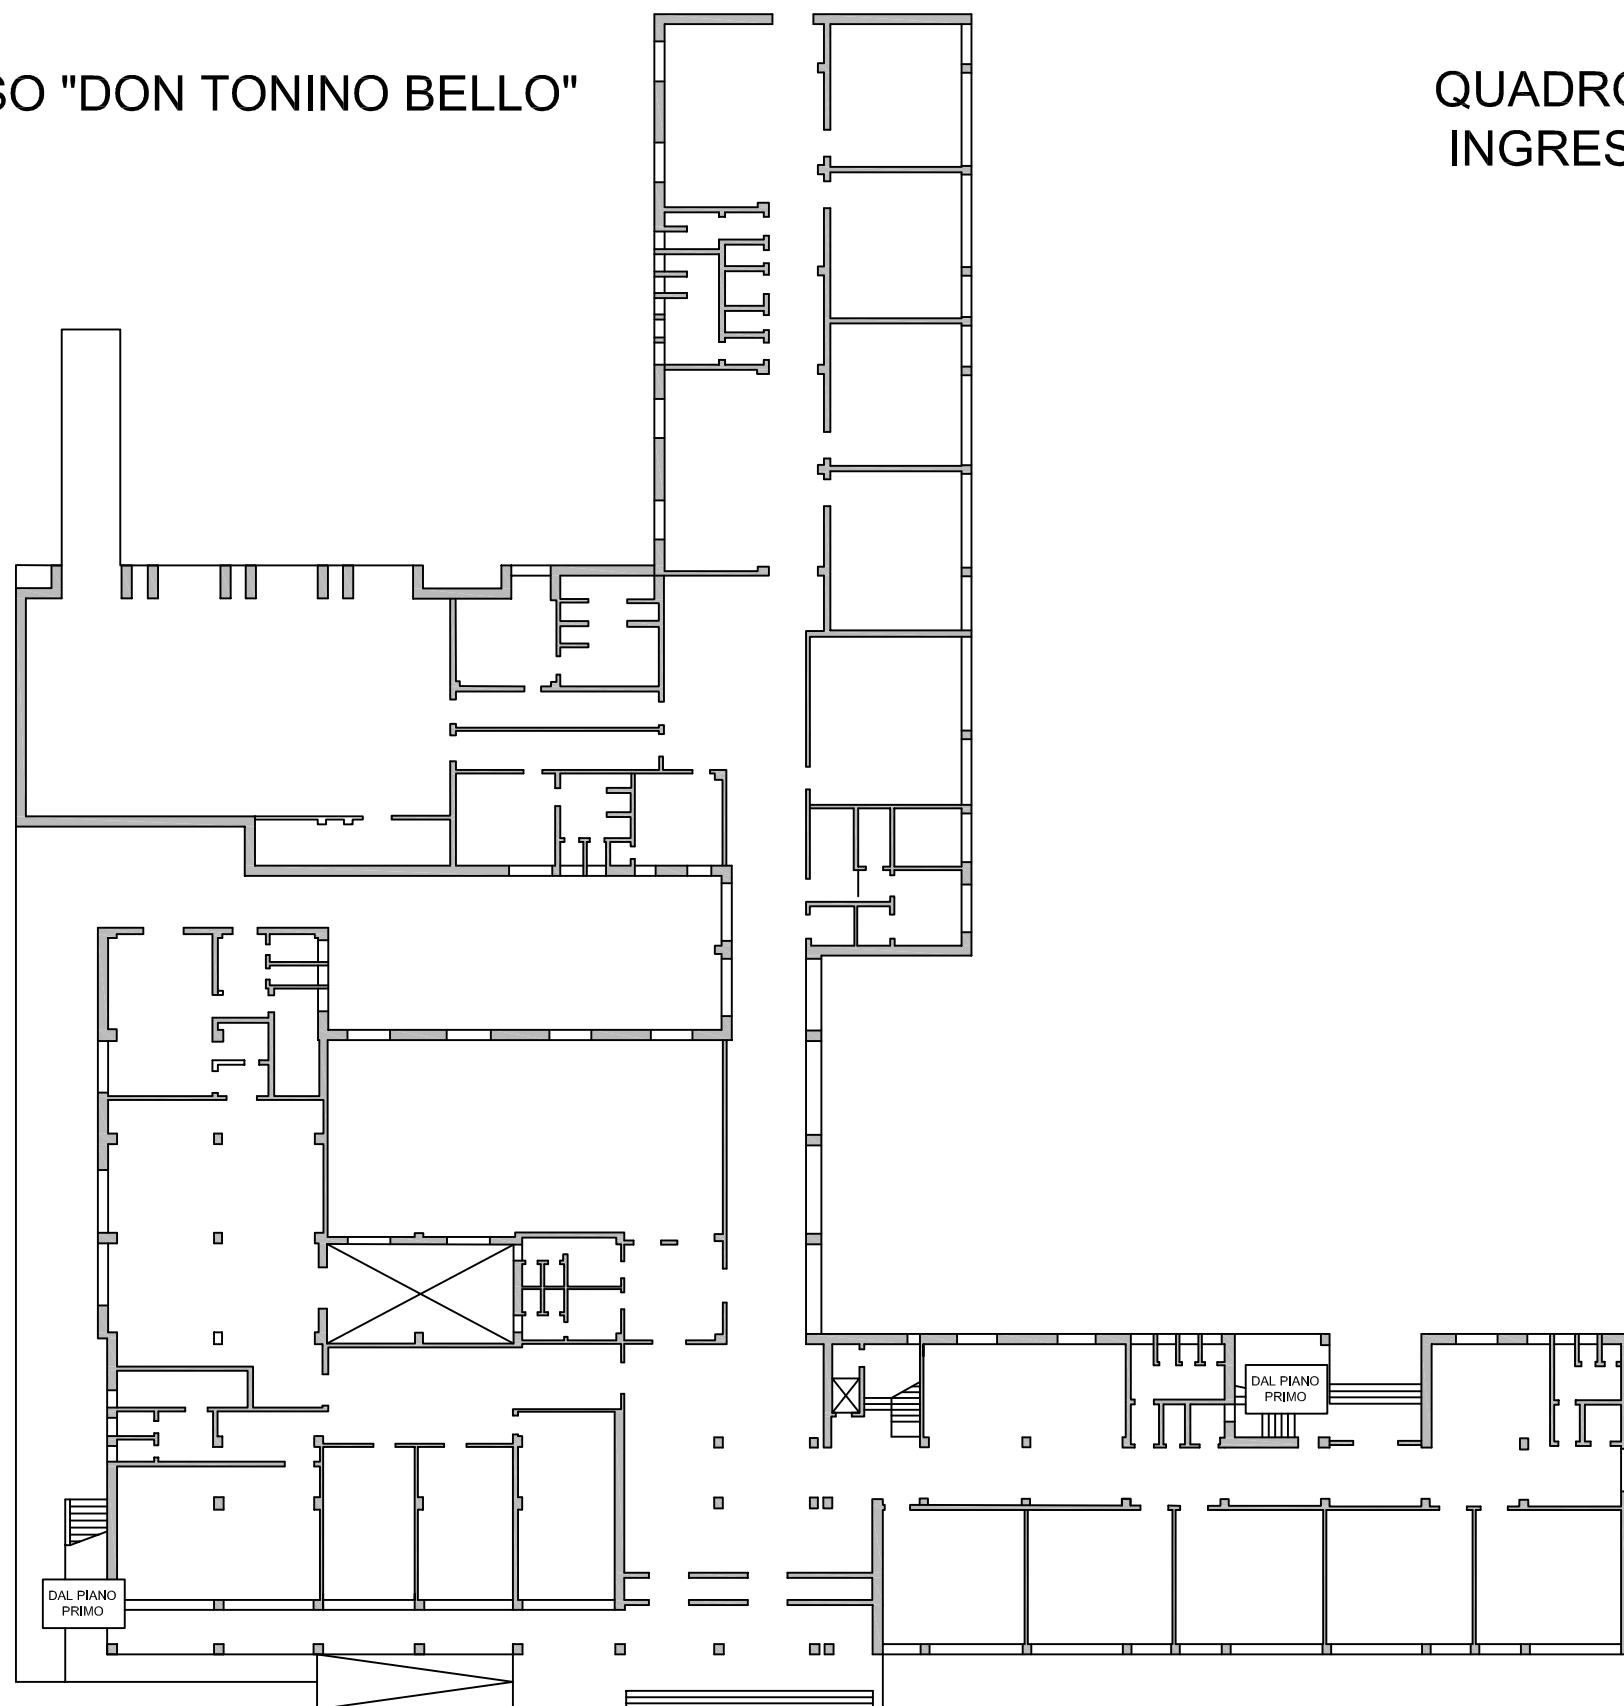 SO "DON TONINO BELLO"
QUADRO
INGRES
DAL PIANO
PRIMO
DAL PIANO
PRIMO